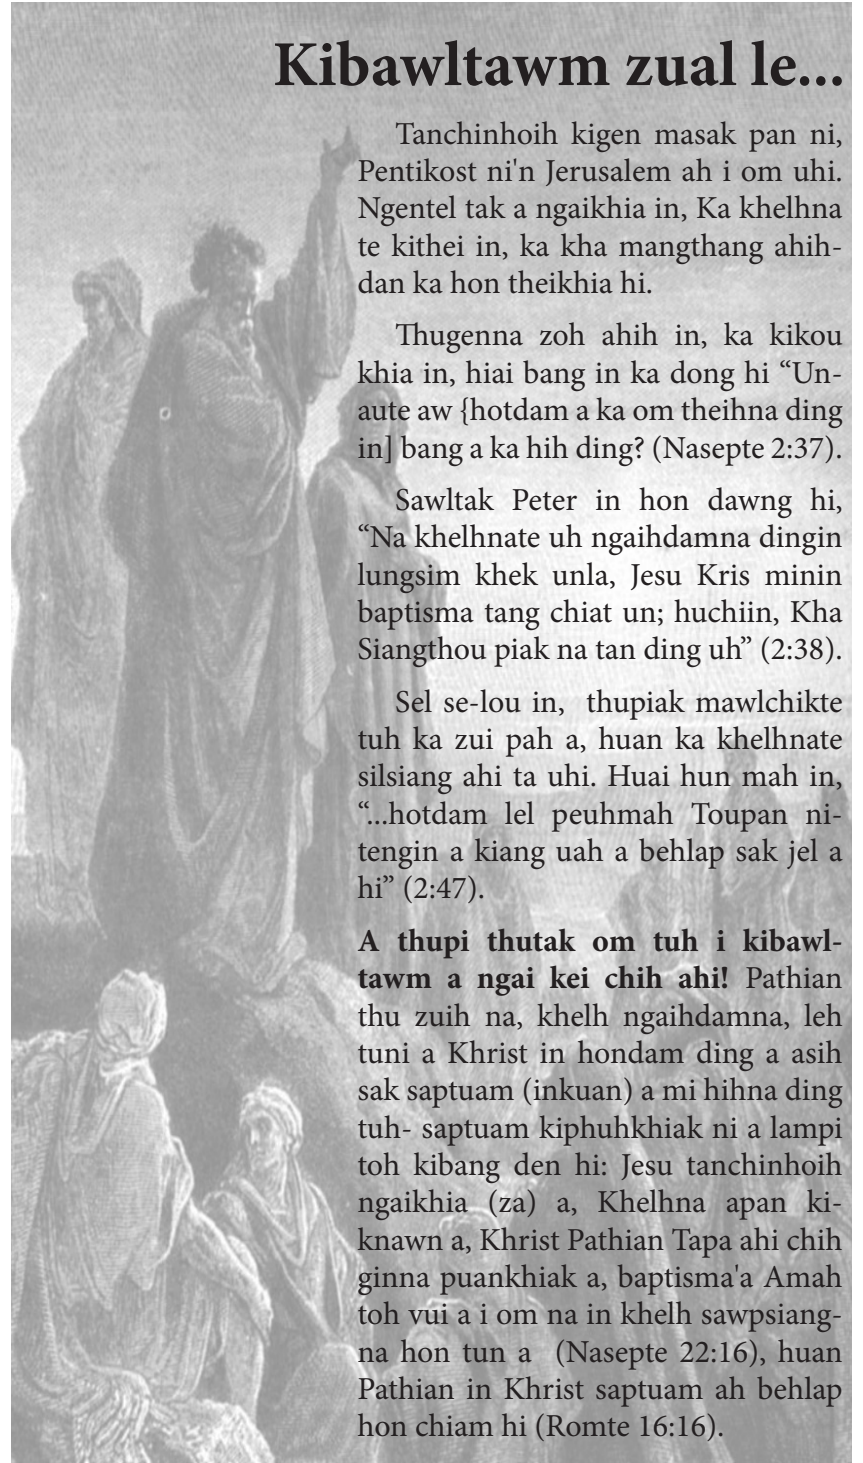 Kibawltawm zual le...
Tanchinhoih kigen masak pan ni,
Pentikost ni'n Jerusalem ah i om uhi.
Ngentel tak a ngaikhia in, Ka khelhna
te kithei in, ka kha mangthang ahih-
dan ka hon theikhia hi.
Thugenna zoh ahih in, ka kikou
khia in, hiai bang in ka dong hi “Un-
aute aw {hotdam a ka om theihna ding
in] bang a ka hih ding? (Nasepte 2:37).
Sawltak Peter in hon dawng hi,
“Na khelhnate uh ngaihdamna dingin
lungsim khek unla, Jesu Kris minin
baptisma tang chiat un; huchiin, Kha
Siangthou piak na tan ding uh” (2:38).
Sel se-lou in, thupiak mawlchikte
tuh ka zui pah a, huan ka khelhnate
silsiang ahi ta uhi. Huai hun mah in,
“...hotdam lel peuhmah Toupan ni-
tengin a kiang uah a behlap sak jel a
hi” (2:47).
A thupi thutak om tuh i kibawl-
tawm a ngai kei chih ahi! Pathian
thu zuih na, khelh ngaihdamna, leh
tuni a Khrist in hondam ding a asih
sak saptuam (inkuan) a mi hihna ding
tuh- saptuam kiphuhkhiak ni a lampi
toh kibang den hi: Jesu tanchinhoih
ngaikhia (za) a, Khelhna apan ki-
knawn a, Khrist Pathian Tapa ahi chih
ginna puankhiak a, baptisma'a Amah
toh vui a i om na in khelh sawpsiang-
na hon tun a (Nasepte 22:16), huan
Pathian in Khrist saptuam ah behlap
hon chiam hi (Romte 16:16).